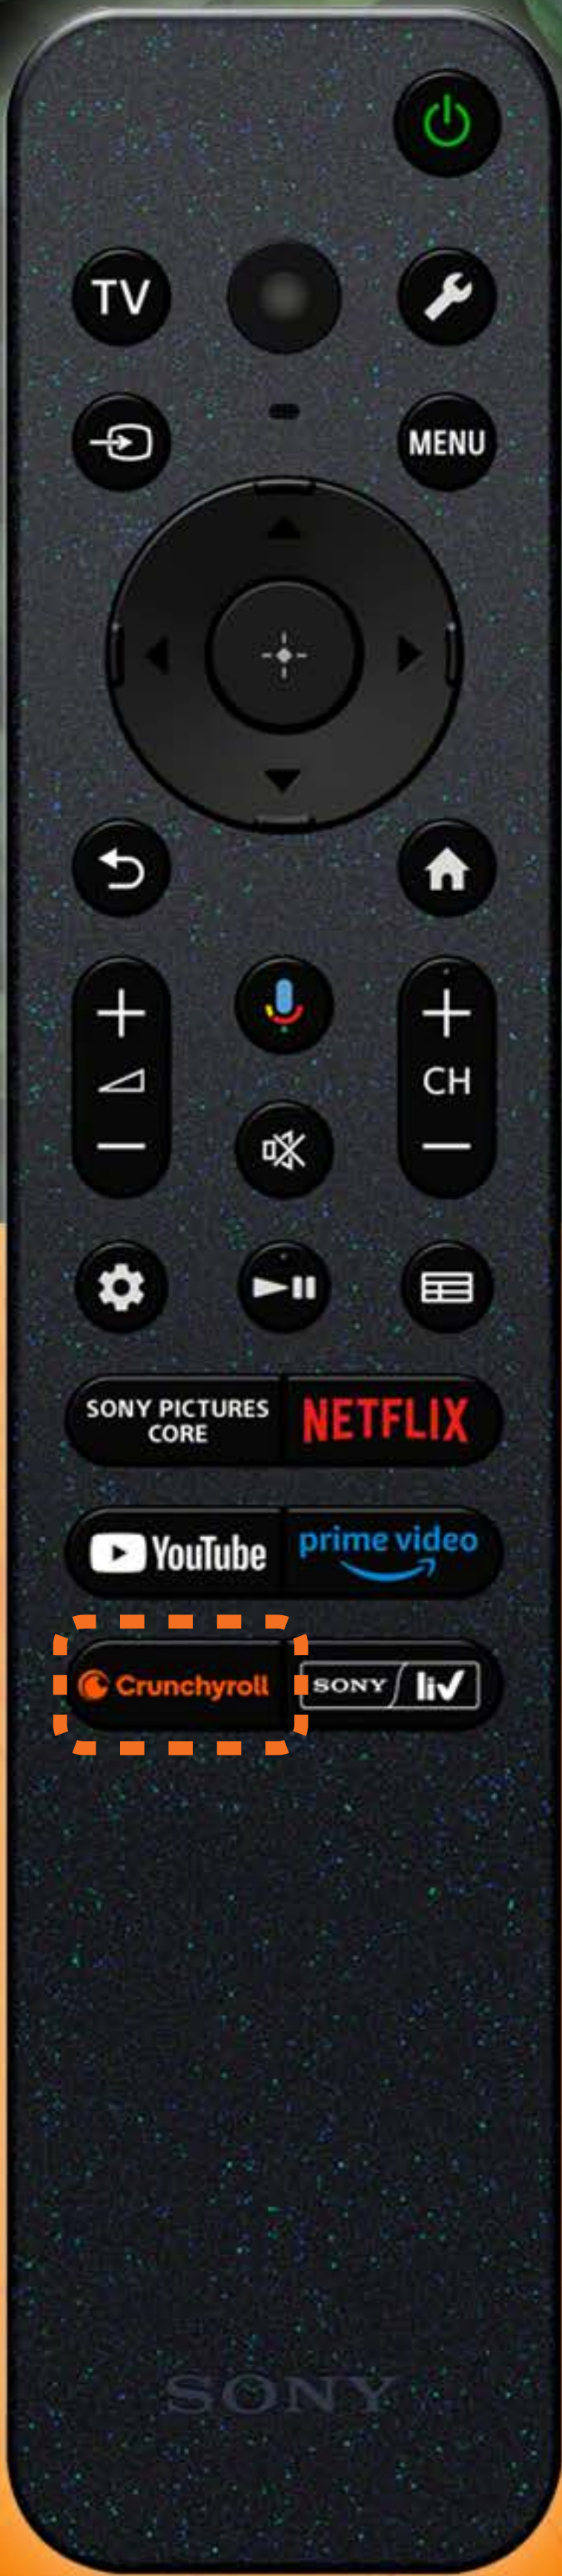 TV
MENU
CH
SONY PICTURES
CORE
NETFLIX
YouTube
prime video
Crunchyroll
SONY liv
SONY